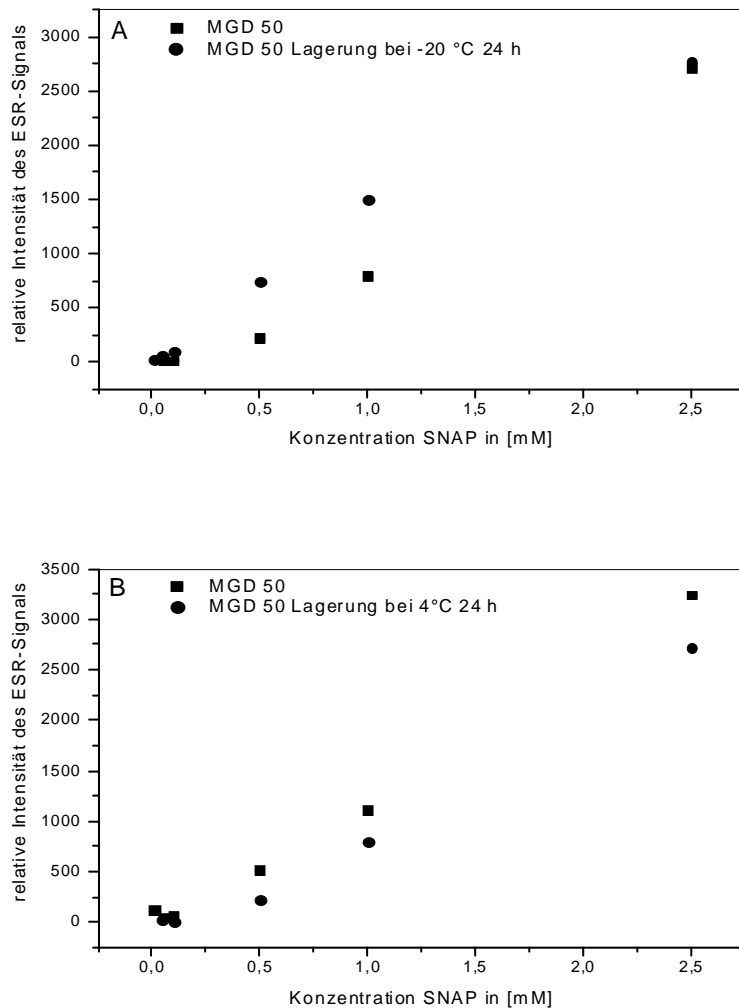 A
MGD 50
MGD 50 Lagerung bei -20 °C 24 h
relative Intensität des ESR-Signals
3000
2500
2000
1500
1000
500
0
0,0 0,5 1,0 1,5 2,0 2,5
Konzentration SNAP in [mM]
B
MGD 50
MGD 50 Lagerung bei 4°C 24 h
relative Intensität des ESR-Signals
3500
3000
2500
2000
1500
1000
500
0
0,0 0,5 1,0 1,5 2,0 2,5
Konzentration SNAP in [mM]